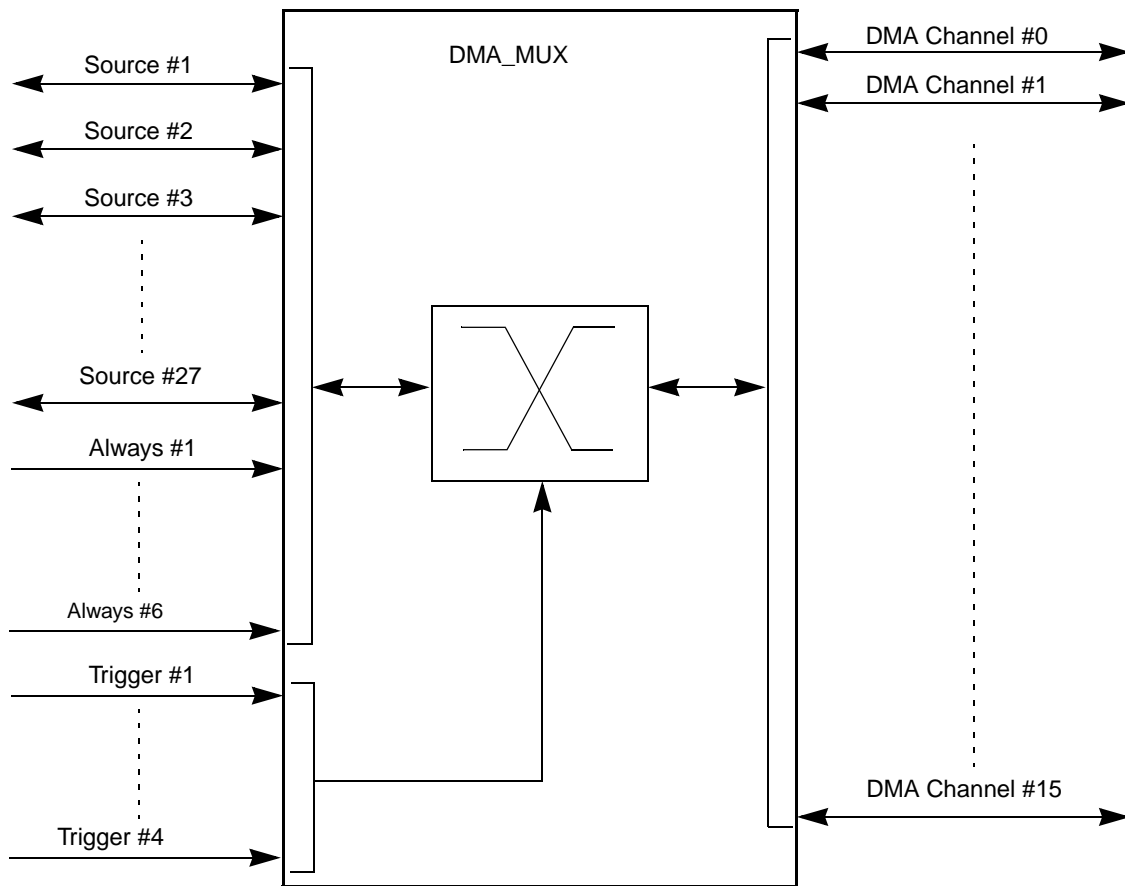 DMA_MUX
Source #1
Source #2
Source #3
Source #27
Always #1
Always #6
Trigger #1
Trigger #4
DMA Channel #0
DMA Channel #1
DMA Channel #15